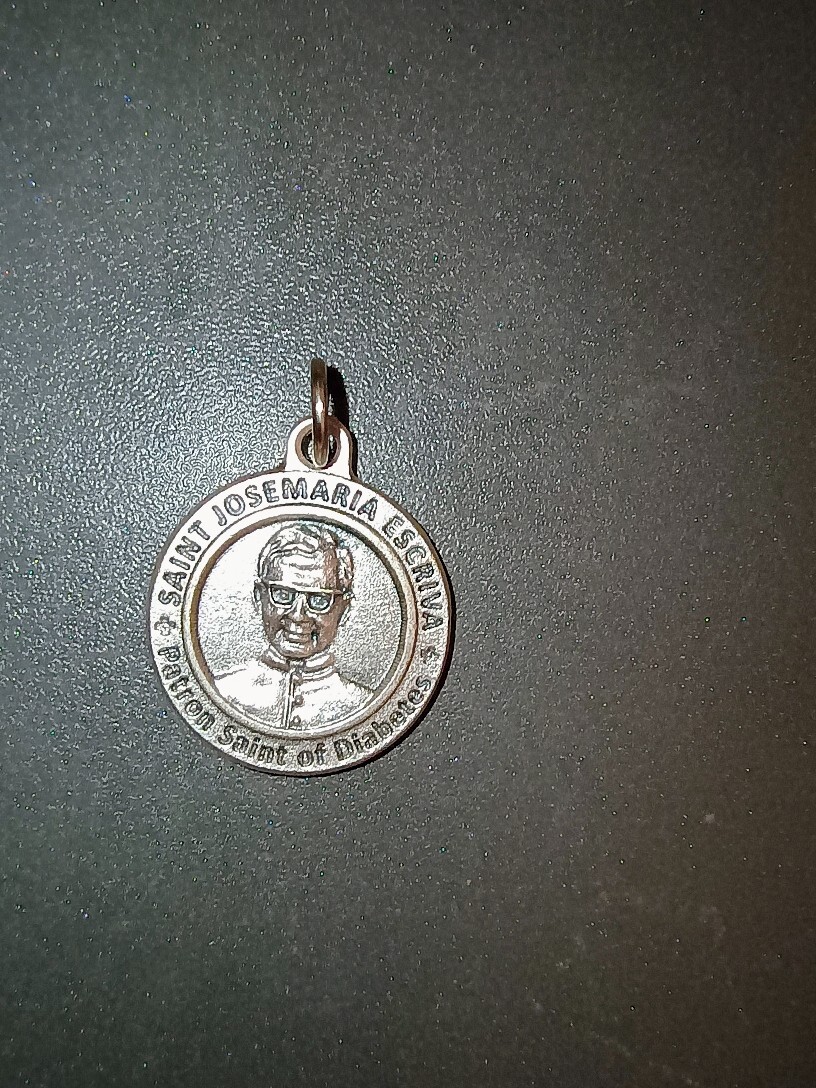 SAINT JOSEMARIA ESCRIVA
Patron Saint of Diabetes